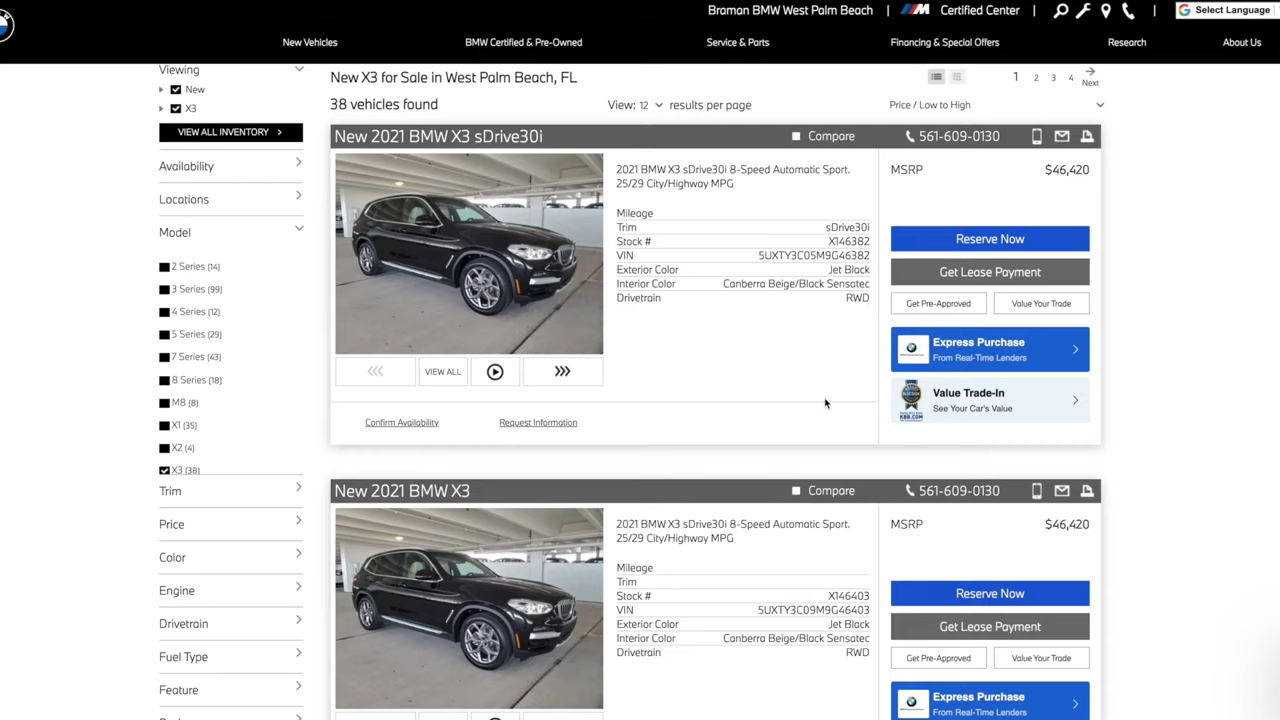 Braman BMW West Palm Beach
Certified Center
Select Language
New Vehicles
BMW Certified & Pre-Owned
Service & Parts
Financing & Special Offers
Research
About Us
Viewing
New
X3
VIEW ALL INVENTORY
Availability
Locations
Model
2 Series (14)
3 Series (99)
4 Series (12)
5 Series (29)
7 Series (43)
8 Series (18)
M8 (8)
X1 (35)
X2 (4)
X3 (38)
Trim
Price
Color
Engine
Drivetrain
Fuel Type
Feature
New X3 for Sale in West Palm Beach, FL
1 2 3 4 Next
38 vehicles found
View: 12 results per page
Price / Low to High
New 2021 BMW X3 sDrive30i
Compare
561-609-0130
2021 BMW X3 sDrive30i 8-Speed Automatic Sport.
25/29 City/Highway MPG
Mileage
Trim sDrive30i
Stock # X146382
VIN 5UXTY3C05M9G46382
Exterior Color Jet Black
Interior Color Canberra Beige/Black Sensatec
Drivetrain RWD
MSRP $46,420
Reserve Now
Get Lease Payment
Get Pre-Approved
Value Your Trade
Express Purchase
From Real-Time Lenders
Value Trade-In
See Your Car's Value
KBB.COM
VIEW ALL
Confirm Availability
Request Information
New 2021 BMW X3
Compare
561-609-0130
2021 BMW X3 sDrive30i 8-Speed Automatic Sport.
25/29 City/Highway MPG
Mileage
Trim
Stock # X146403
VIN 5UXTY3C09M9G46403
Exterior Color Jet Black
Interior Color Canberra Beige/Black Sensatec
Drivetrain RWD
MSRP $46,420
Reserve Now
Get Lease Payment
Get Pre-Approved
Value Your Trade
Express Purchase
From Real-Time Lenders